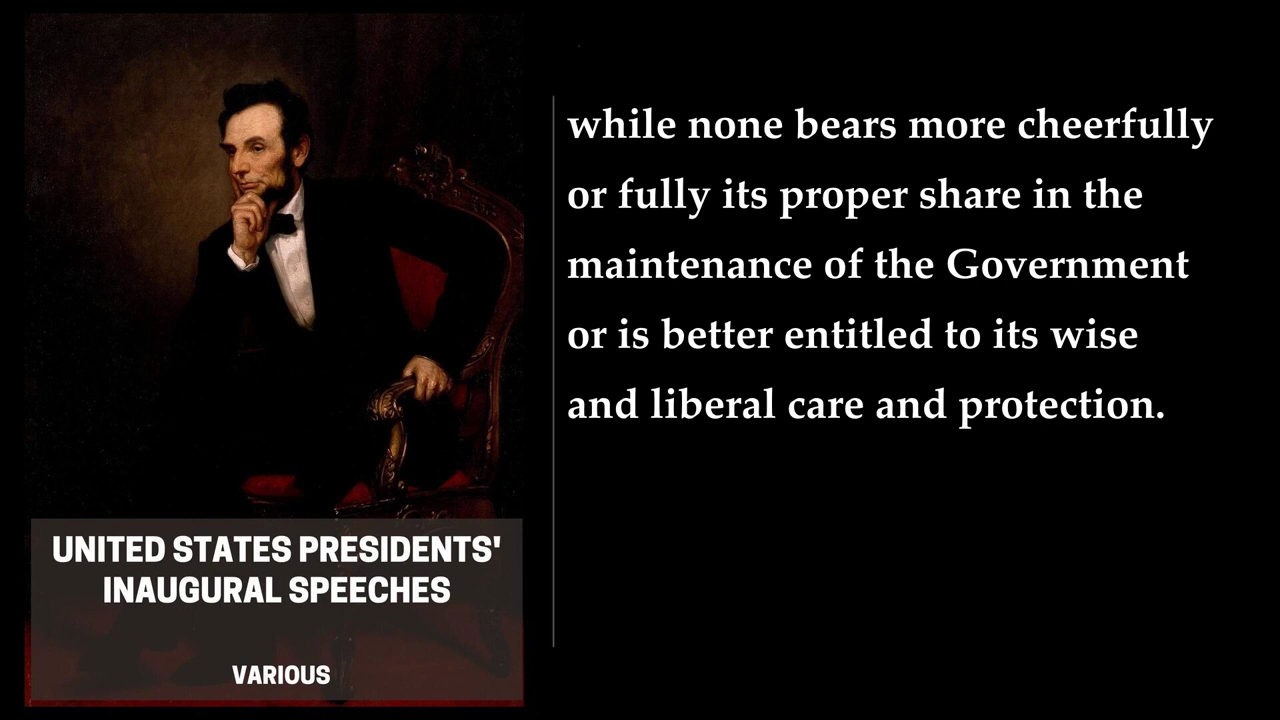 while none bears more cheerfully
or fully its proper share in the
maintenance of the Government
or is better entitled to its wise
and liberal care and protection.
UNITED STATES PRESIDENTS'
INAUGURAL SPEECHES
VARIOUS